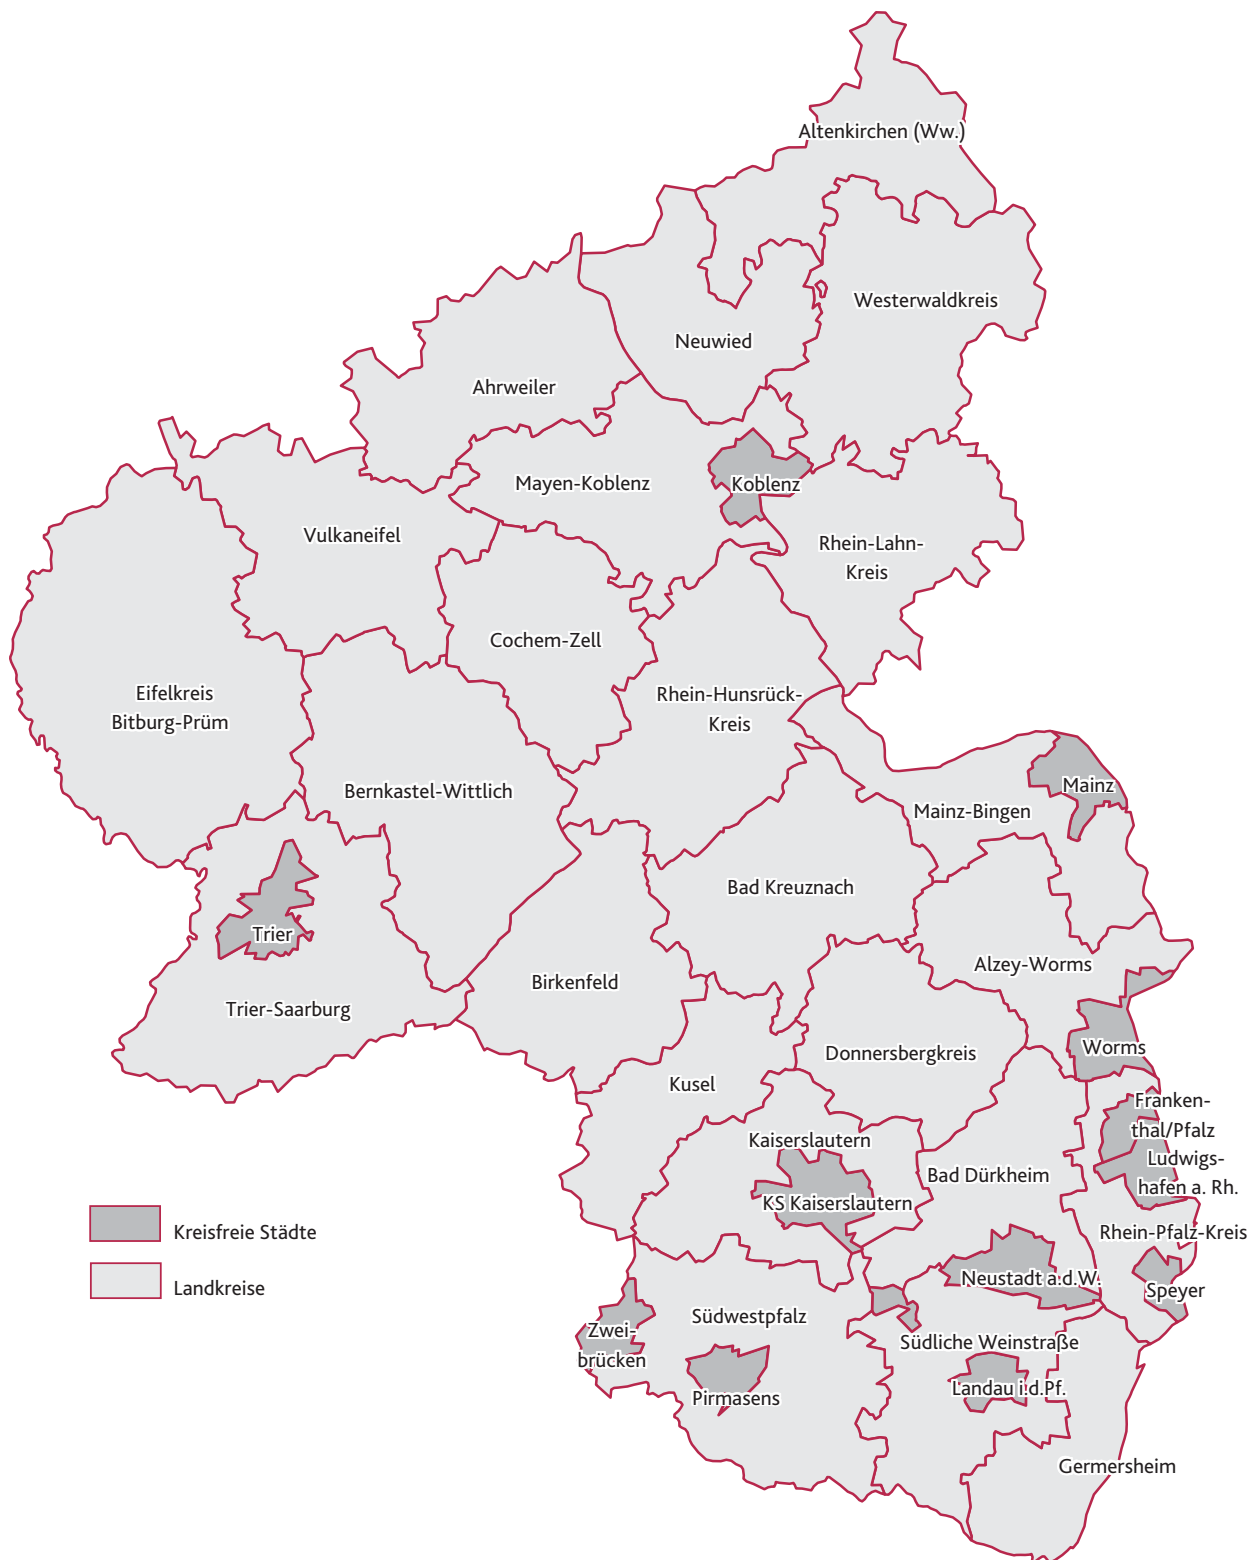 Altenkirchen (Ww.)
Westerwaldkreis
Neuwied
Ahrweiler
Mayen-Koblenz
Koblenz
Vulkaneifel
Rhein-Lahn-
Kreis
Cochem-Zell
Eifelkreis
Bitburg-Prüm
Rhein-Hunsrück-
Kreis
Bernkastel-Wittlich
Mainz
Mainz-Bingen
Bad Kreuznach
Trier
Alzey-Worms
Birkenfeld
Trier-Saarburg
Worms
Donnersbergkreis
Kusel
Franken-
thal/Pfalz
Kaiserslautern
Ludwigs-
hafen a. Rh.
Bad Dürkheim
KS Kaiserslautern
Kreisfreie Städte
Rhein-Pfalz-Kreis
Neustadt a.d.W.
Landkreise
Speyer
Südwestpfalz
Zwei-
brücken
Südliche Weinstraße
Landau i.d.Pf.
Pirmasens
Germersheim